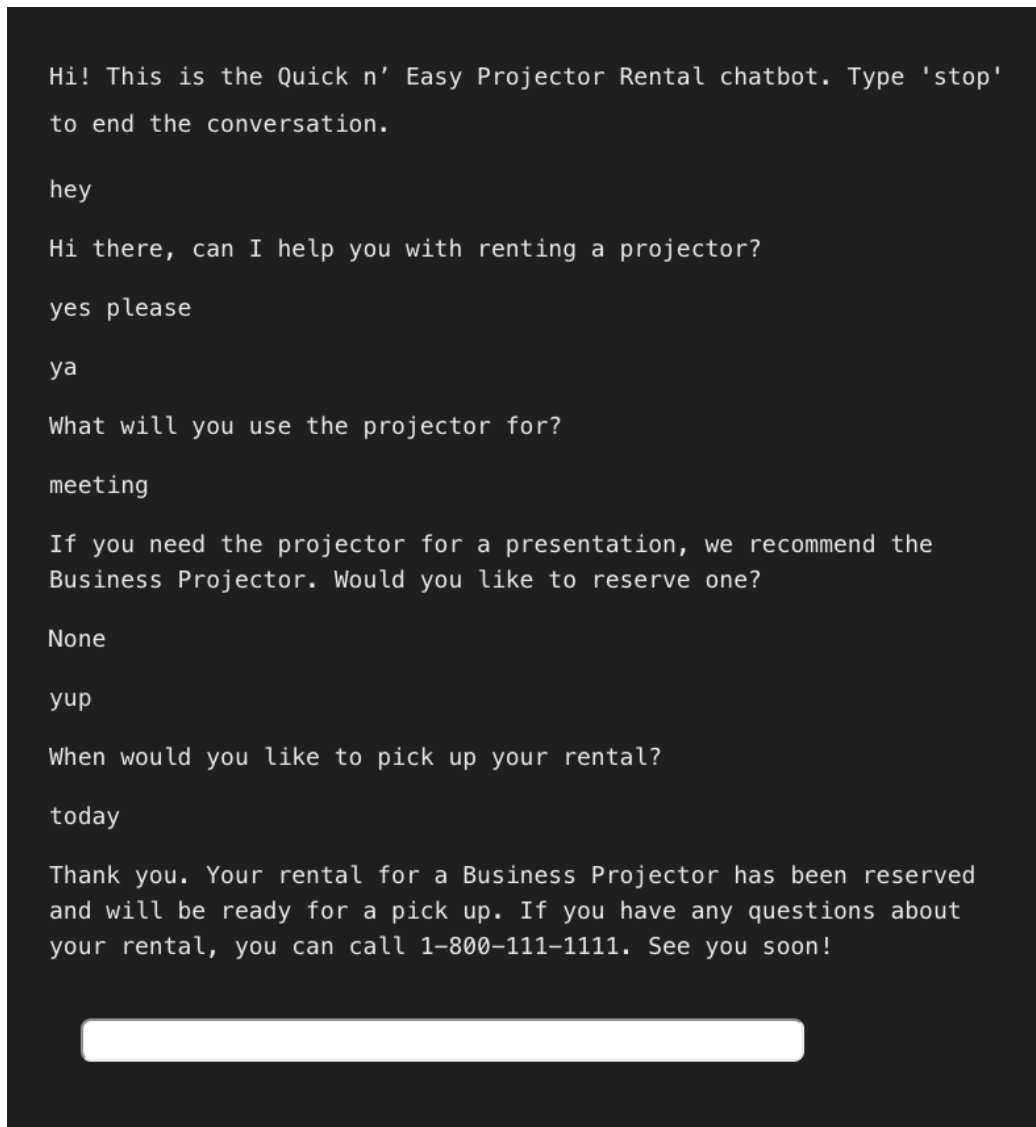 Hi! This is the Quick n’ Easy Projector Rental chatbot. Type 'stop'
to end the conversation.
hey
Hi there, can I help you with renting a projector?
yes please
ya
What will you use the projector for?
meeting
If you need the projector for a presentation, we recommend the
Business Projector. Would you like to reserve one?
None
yup
When would you like to pick up your rental?
today
Thank you. Your rental for a Business Projector has been reserved
and will be ready for a pick up. If you have any questions about
your rental, you can call 1–800–111–1111. See you soon!